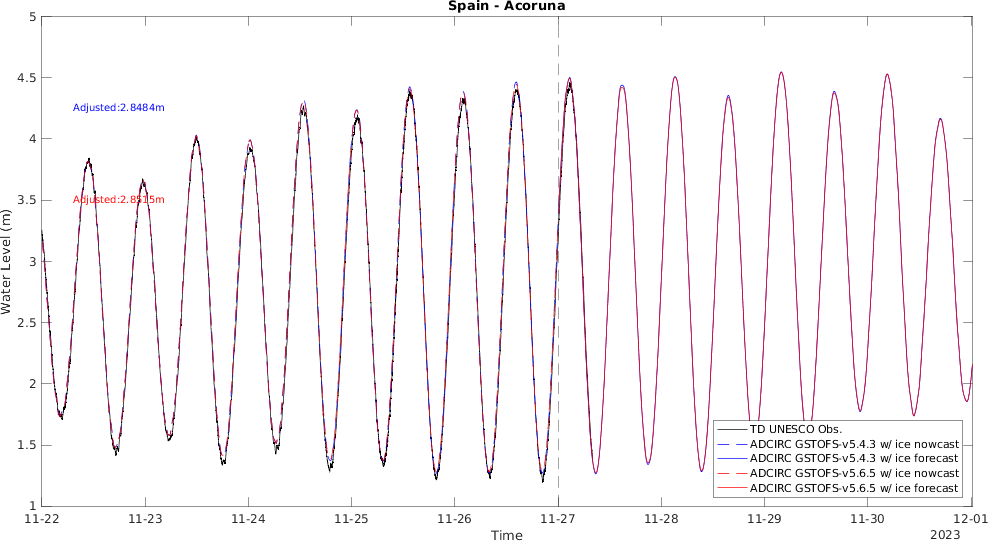 Spain - Acoruna
5
4.5
4
3.5
3
2.5
2
1.5
1
Water Level (m)
Adjusted:2.8484m
Adjusted:2.8515m
TD UNESCO Obs.
ADCIRC GSTOFS-v5.4.3 w/ ice nowcast
ADCIRC GSTOFS-v5.4.3 w/ ice forecast
ADCIRC GSTOFS-v5.6.5 w/ ice nowcast
ADCIRC GSTOFS-v5.6.5 w/ ice forecast
11-22 11-23 11-24 11-25 11-26 11-27 11-28 11-29 11-30 12-01
Time
2023